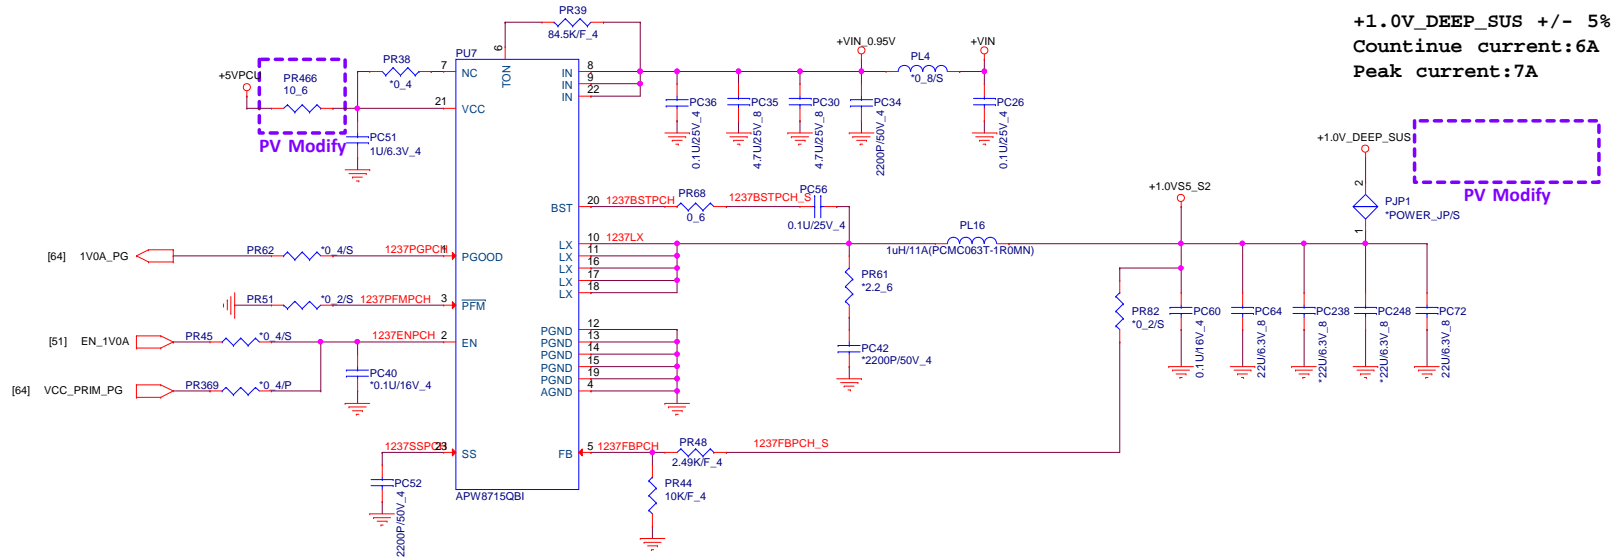 +1.0V_DEEP_SUS +/- 5%
Countinue current:6A
Peak current:7A
PR39
84.5K/F_4
6
PU7
TON
+5VPCU
PR466
10_6
PV Modify
PR38
*0_4
7
NC
21
VCC
PC51
1U/6.3V_4
IN
8
IN
9
IN
22
+VIN_0.95V
PL4
*0_8/S
+VIN
PC36
0.1U/25V_4
PC35
4.7U/25V_8
PC30
4.7U/25V_8
PC34
2200P/50V_4
PC26
0.1U/25V_4
+1.0V_DEEP_SUS
PV Modify
2
PJP1
*POWER_JP/S
1
+1.0VS5_S2
BST
20
1237BSTPCH
PR68
0_6
1237BSTPCH_S
PC56
0.1U/25V_4
LX
10
1237LX
LX
11
LX
16
LX
17
LX
18
PL16
1uH/11A(PCMC063T-1R0MN)
[64]
1V0A_PG
PR62
*0_4/S
1237PGPCH
1
PGOOD
PR51
*0_2/S
1237PFMPCH
3
PFM
[51]
EN_1V0A
PR45
*0_4/S
1237ENPCH
2
EN
[64]
VCC_PRIM_PG
PR369
*0_4/P
PC40
*0.1U/16V_4
PR61
*2.2_6
PC42
*2200P/50V_4
PGND
12
PGND
13
PGND
14
PGND
15
PGND
19
AGND
4
PR82
*0_2/S
PC60
0.1U/16V_4
PC64
22U/6.3V_8
PC238
*22U/6.3V_8
PC248
*22U/6.3V_8
PC72
22U/6.3V_8
1237SSPCH
23
SS
PC52
2200P/50V_4
FB
5
1237FBPCH
PR48
2.49K/F_4
1237FBPCH_S
PR44
10K/F_4
APW8715QBI